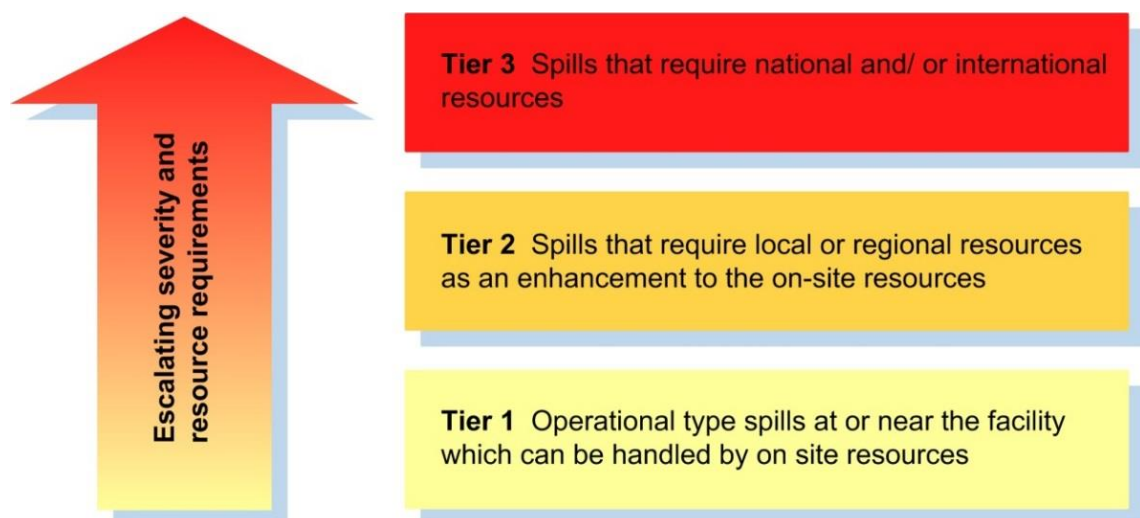 Escalating severity and
resource requirements
Tier 3 Spills that require national and/ or international
resources
Tier 2 Spills that require local or regional resources
as an enhancement to the on-site resources
Tier 1 Operational type spills at or near the facility
which can be handled by on site resources